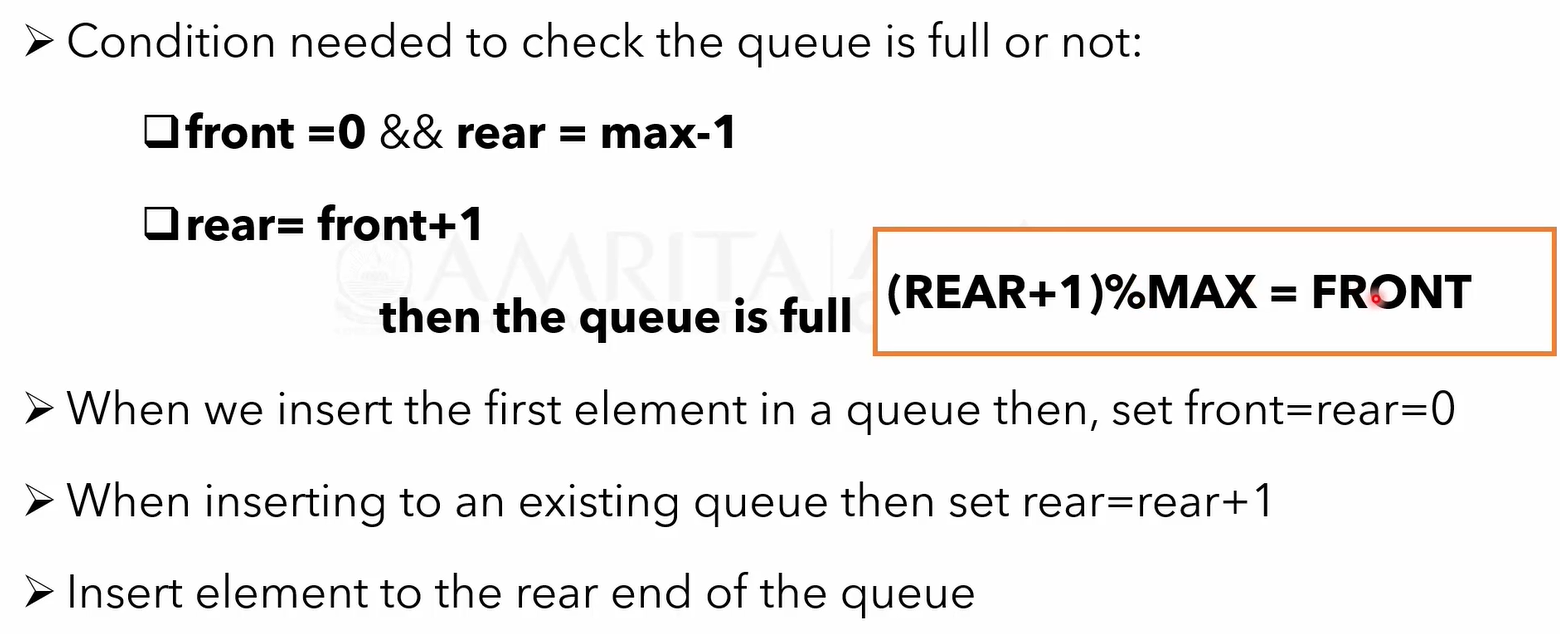 ➢ Condition needed to check the queue is full or not:
❑ front =0 && rear = max-1
❑ rear= front+1
then the queue is full
(REAR+1)%MAX = FRONT
➢ When we insert the first element in a queue then, set front=rear=0
➢ When inserting to an existing queue then set rear=rear+1
➢ Insert element to the rear end of the queue
AMRITA